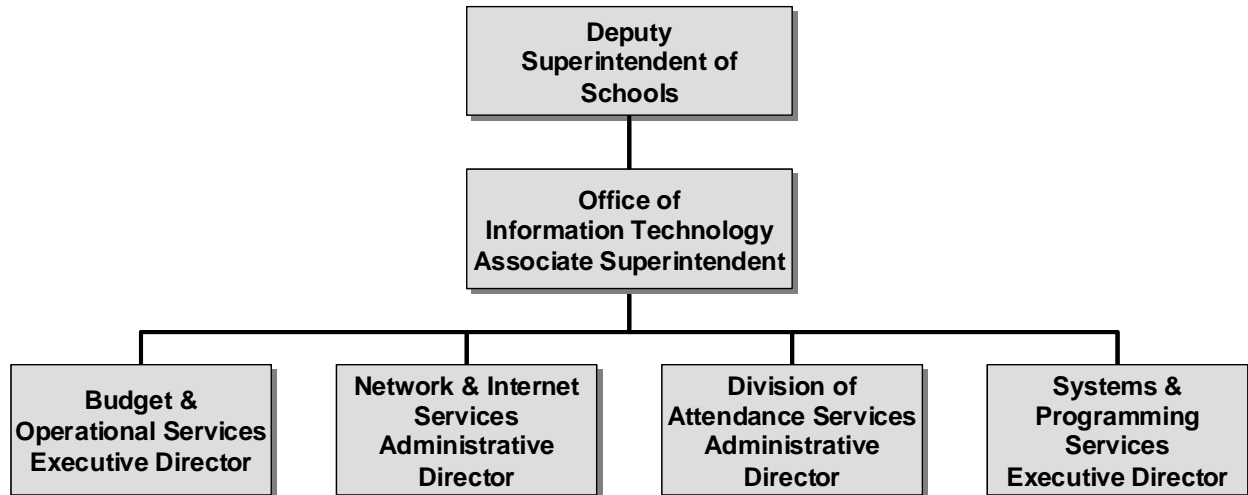 Deputy
Superintendent of
Schools
Office of
Information Technology
Associate Superintendent
Budget &
Operational Services
Executive Director
Network & Internet
Services
Administrative
Director
Division of
Attendance Services
Administrative
Director
Systems &
Programming
Services
Executive Director